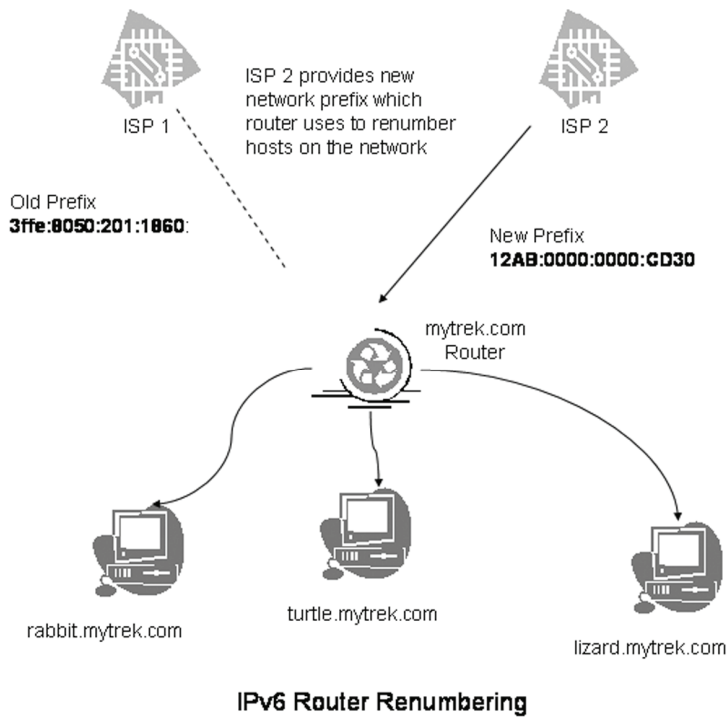 ISP 1
ISP 2 provides new
network prefix which
router uses to renumber
hosts on the network
ISP 2
Old Prefix
3ffe:8050:201:1860:
New Prefix
12AB:0000:0000:CD30
mytrek.com
Router
rabbit.mytrek.com
turtle.mytrek.com
lizard.mytrek.com
IPv6 Router Renumbering